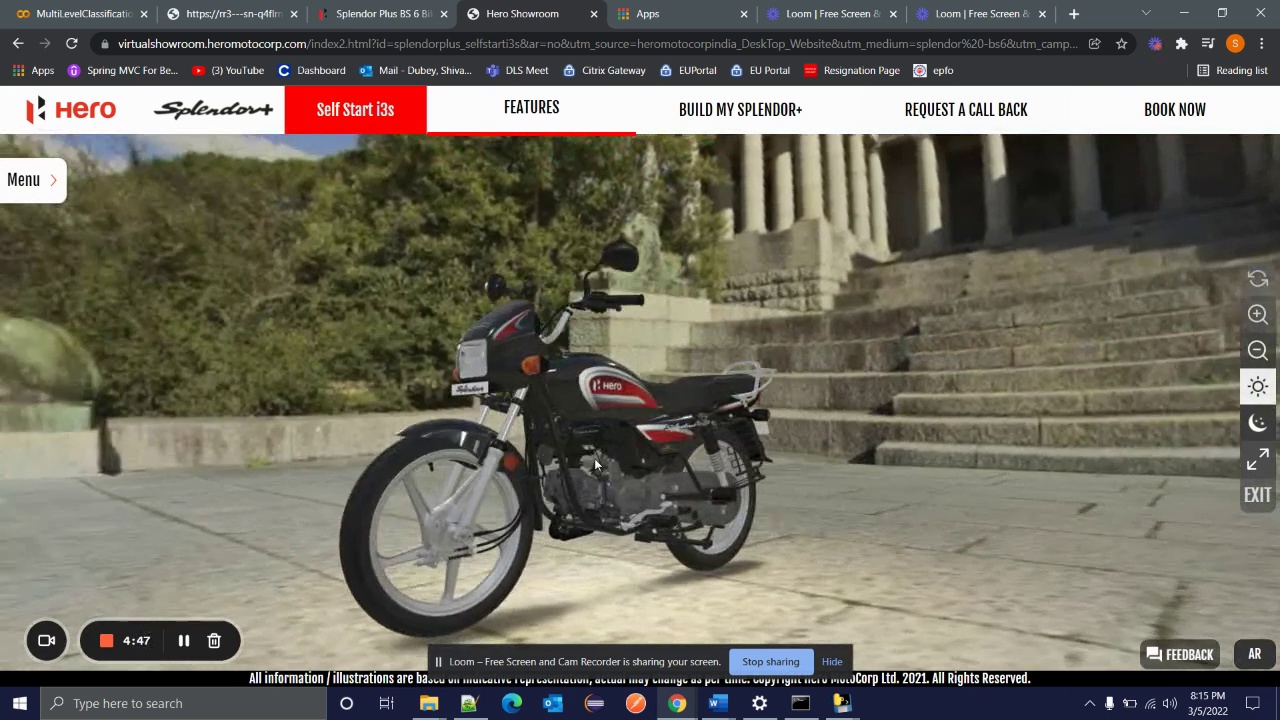 MultiLevelClassificatio
https://rr3---sn-q4flrn
Splendor Plus BS 6 Bi
Hero Showroom
Apps
Loom | Free Screen &
Loom | Free Screen &
virtualshowroom.heromotocorp.com/index2.html?id=splendorplus_selfstarti3s&at=no&utm_source=heromotocorpindia_DeskTop_Website&utm_medium=splendor%20-bs6&utm_camp...
S
Apps
Spring MVC For Be...
(3) YouTube
Dashboard
Mail - Dubey, Shiva...
DLS Meet
Citrix Gateway
EUPortal
EU Portal
Resignation Page
epfo
Reading list
Hero
Splendor+
Self Start i3s
FEATURES
BUILD MY SPLENDOR+
REQUEST A CALL BACK
BOOK NOW
Menu
Hero
Splendor
EXIT
4:47
Loom – Free Screen and Cam Recorder is sharing your screen.
Stop sharing
Hide
FEEDBACK
AR
All information / illustrations are based on indicative representation, actual may change as per time. Copyright Hero MotoCorp Ltd. 2021. All Rights Reserved.
Type here to search
8:15 PM
3/5/2022